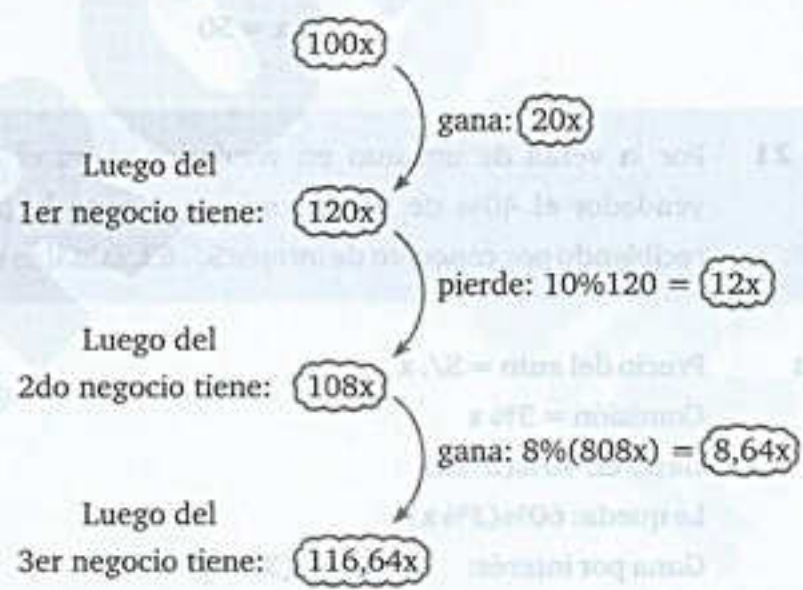 100x
gana: 20x
Luego del
1er negocio tiene: 120x
pierde: 10%120 = 12x
Luego del
2do negocio tiene: 108x
gana: 8%(808x) = 8,64x
Luego del
3er negocio tiene: 116,64x